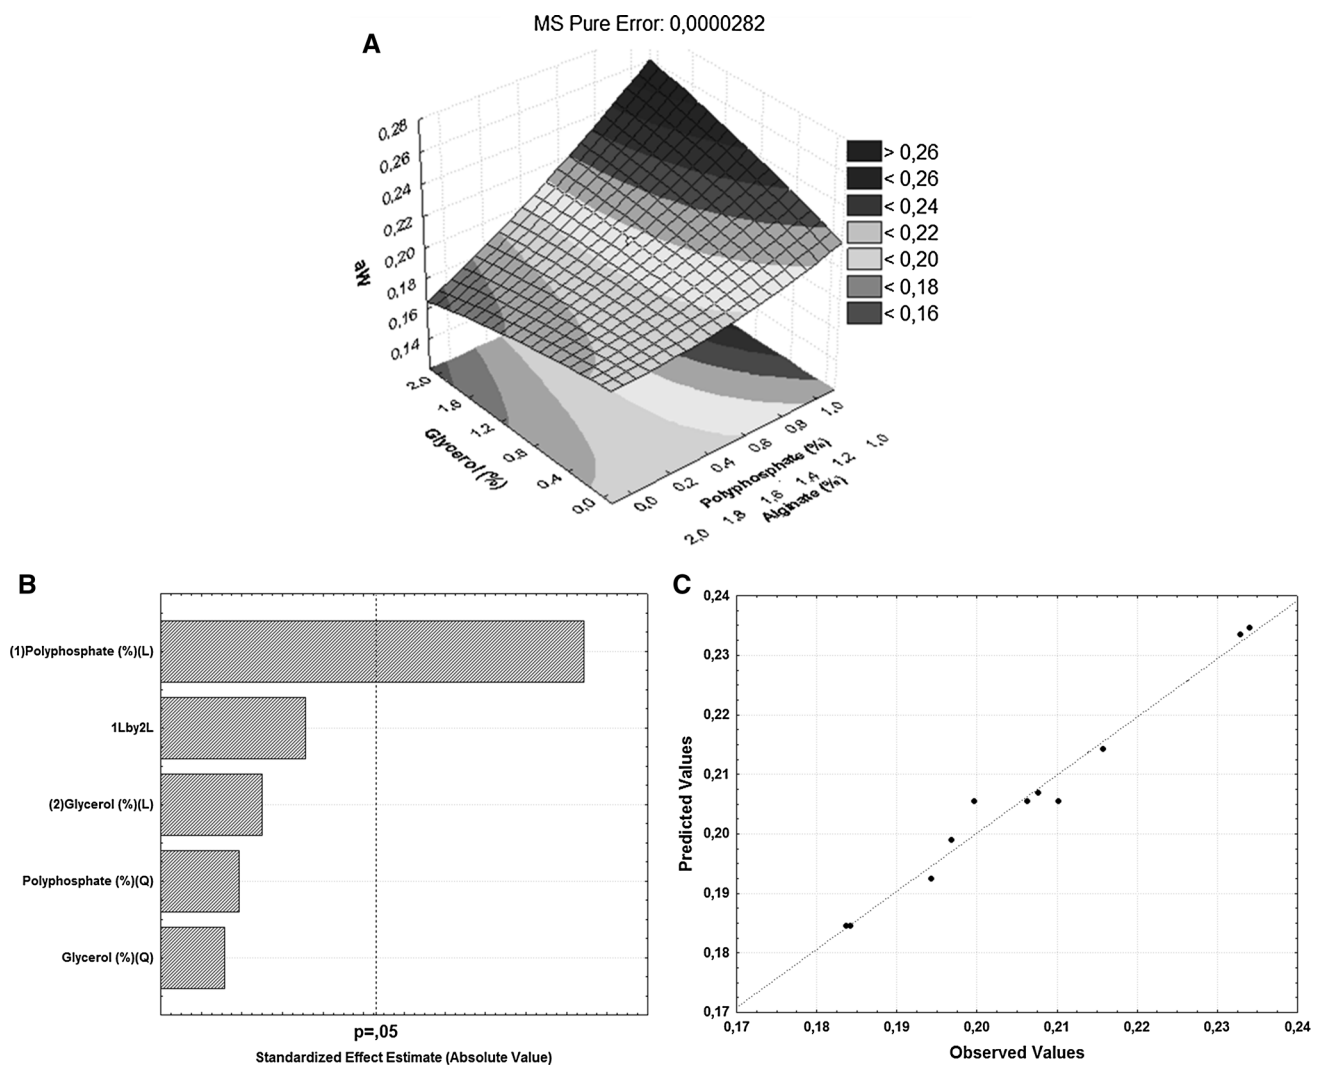 MS Pure Error: 0,0000282
A
0,28
0,26
0,24
0,22
0,20
0,18
0,16
0,14
Me
2,0
1,6
1,2
0,8
0,4
0,0
Glycerol (%)
0,0
0,2
0,4
0,6
0,8
1,0
Polyphosphate (%)
2,0
1,8
1,6
1,4
1,2
1,0
Alginate (%)
> 0,26
< 0,26
< 0,24
< 0,22
< 0,20
< 0,18
< 0,16
B
(1)Polyphosphate (%)(L)
1Lby2L
(2)Glycerol (%)(L)
Polyphosphate (%)(Q)
Glycerol (%)(Q)
p=,05
Standardized Effect Estimate (Absolute Value)
C
0,24
0,23
0,22
0,21
0,20
0,19
0,18
0,17
Predicted Values
0,17 0,18 0,19 0,20 0,21 0,22 0,23 0,24
Observed Values